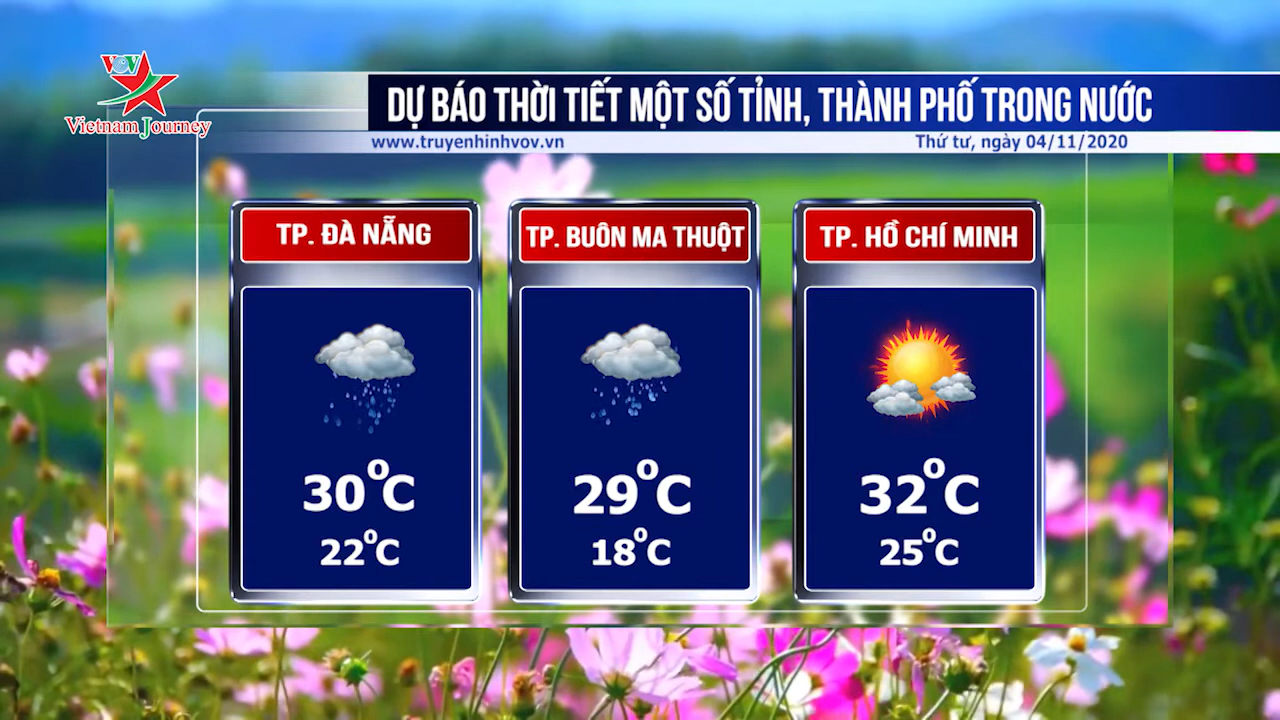 VOV
Vietnam Journey
DỰ BÁO THỜI TIẾT MỘT SỐ TỈNH, THÀNH PHỐ TRONG NƯỚC
www.truyenhinhvov.vn
Thứ tư, ngày 04/11/2020
TP. ĐÀ NẴNG
30°C
22°C
TP. BUÔN MA THUỘT
29°C
18°C
TP. HỒ CHÍ MINH
32°C
25°C